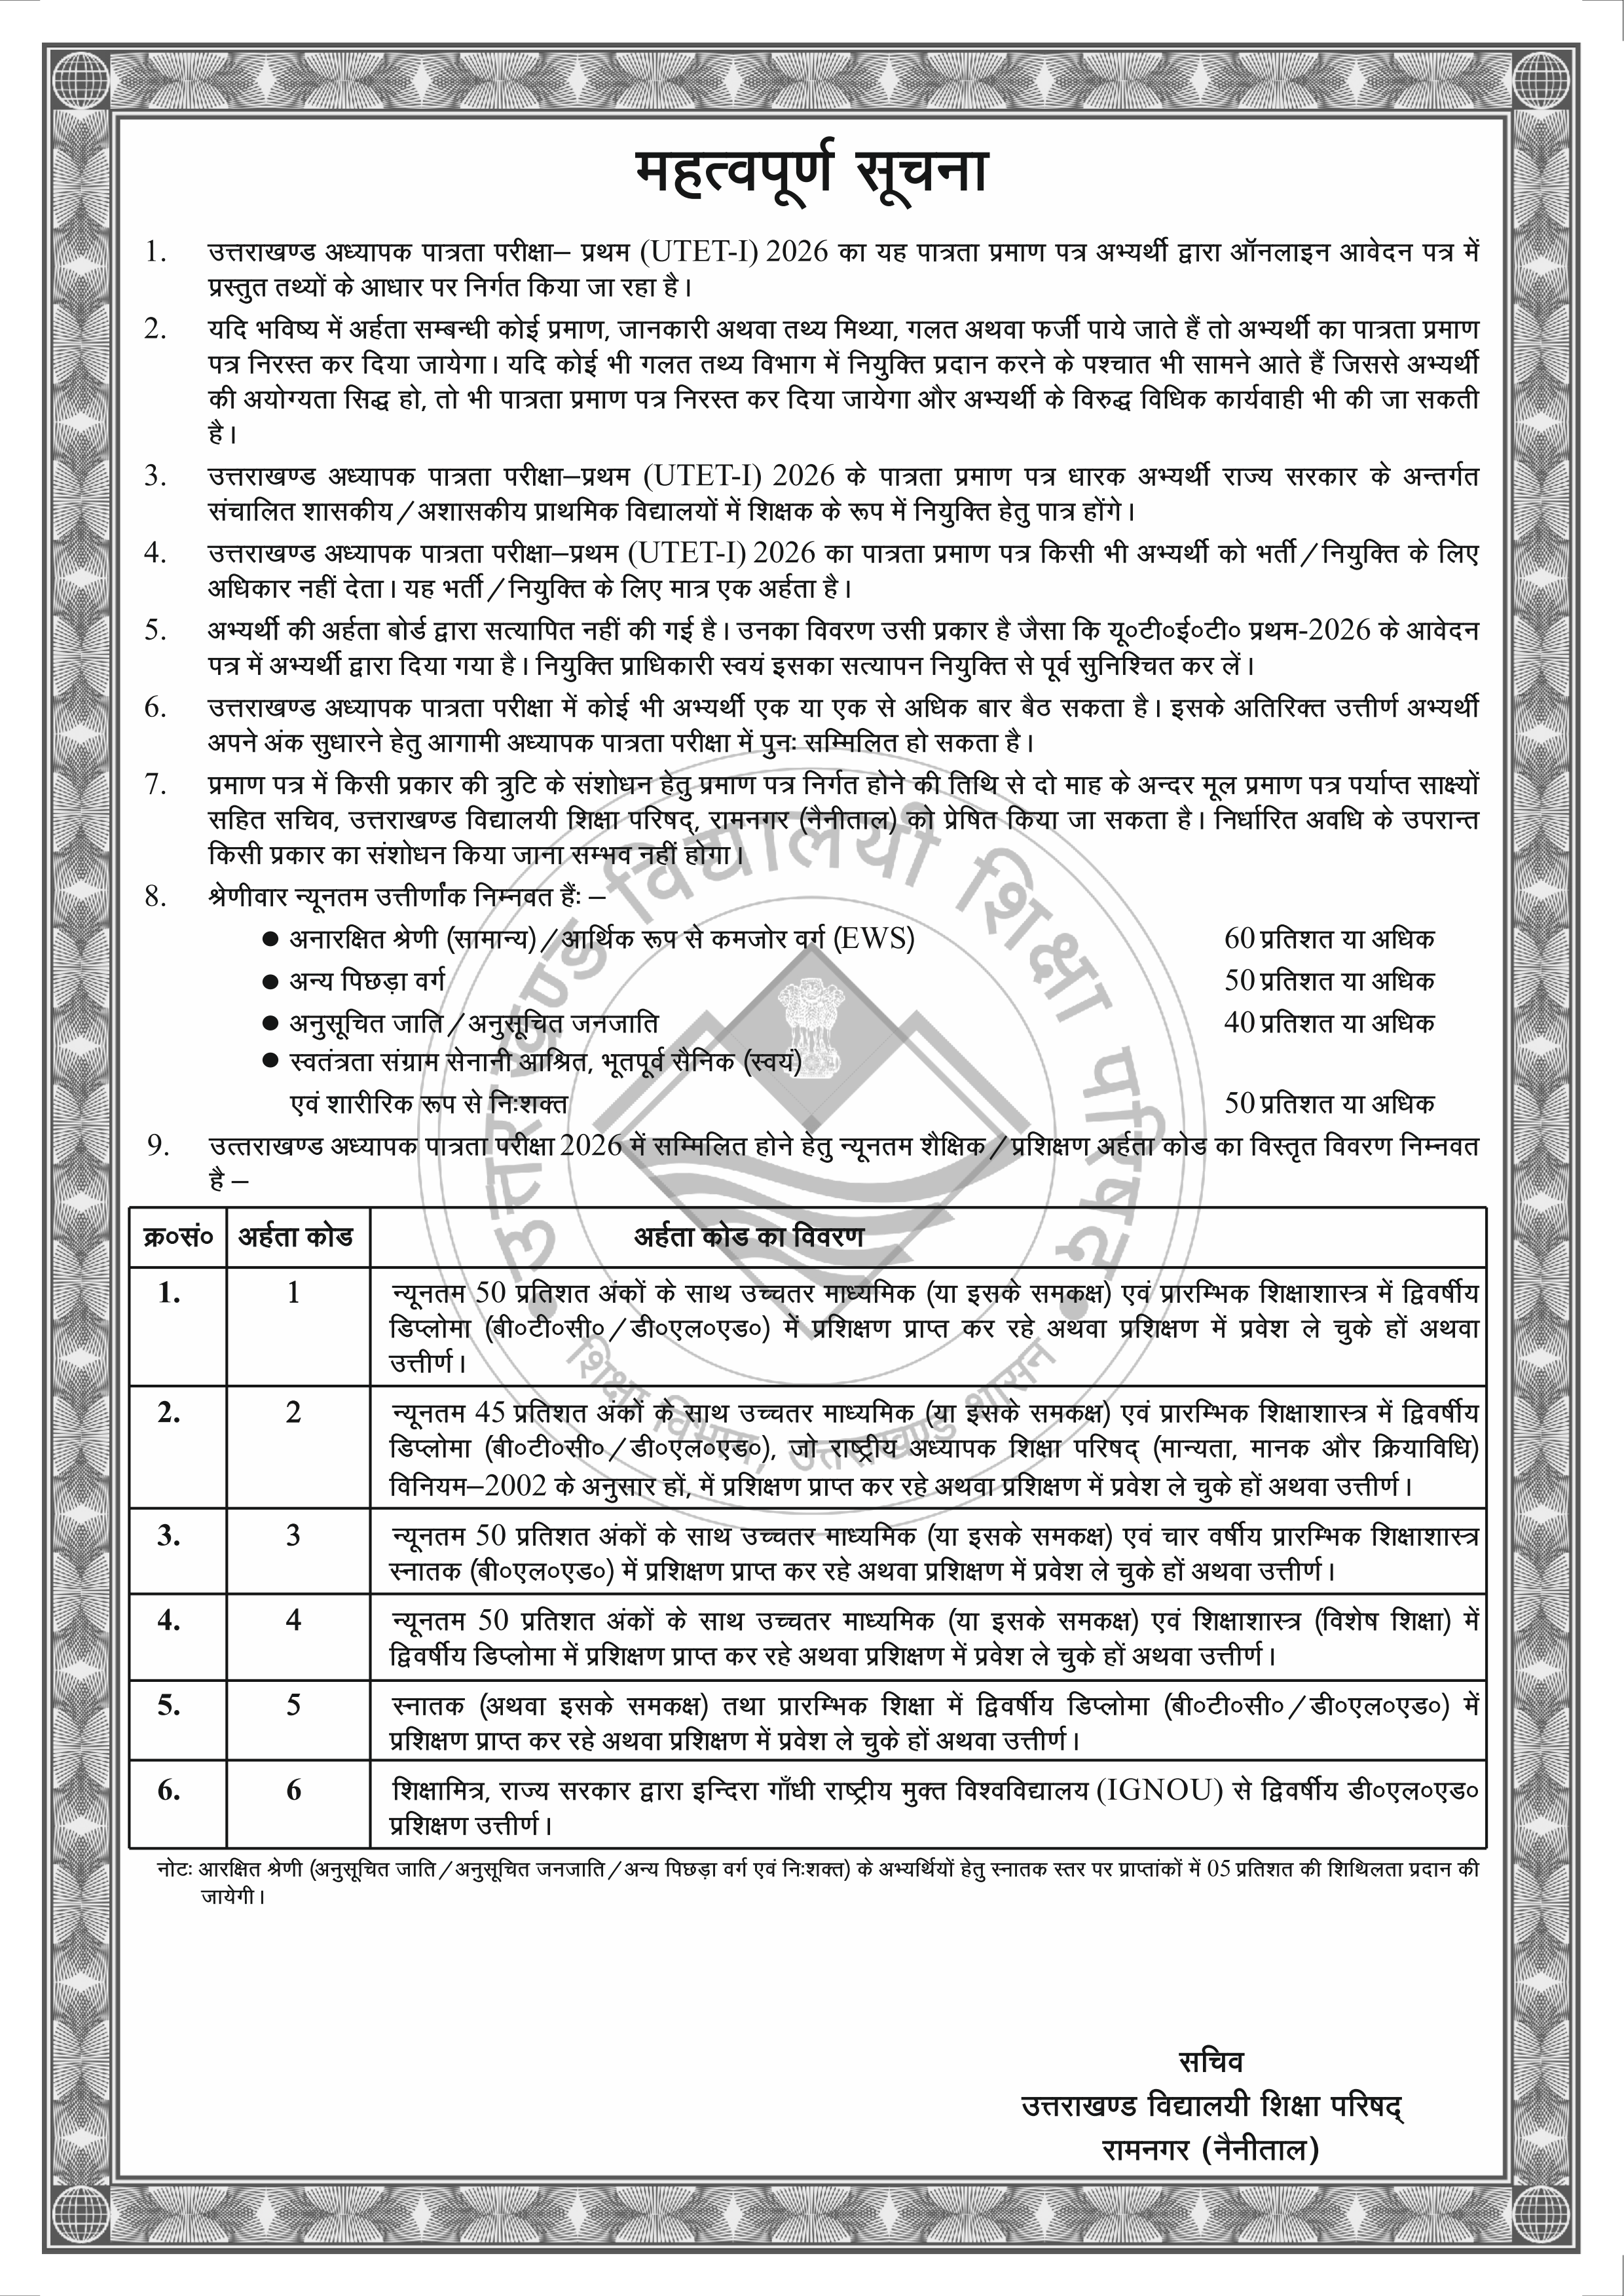 महत्वपूर्ण सूचना
1. उत्तराखण्ड अध्यापक पात्रता परीक्षा– प्रथम (UTET-I) 2026 का यह पात्रता प्रमाण पत्र अभ्यर्थी द्वारा ऑनलाइन आवेदन पत्र में
प्रस्तुत तथ्यों के आधार पर निर्गत किया जा रहा है।
2. यदि भविष्य में अर्हता सम्बन्धी कोई प्रमाण, जानकारी अथवा तथ्य मिथ्या, गलत अथवा फर्जी पाये जाते हैं तो अभ्यर्थी का पात्रता प्रमाण
पत्र निरस्त कर दिया जायेगा। यदि कोई भी गलत तथ्य विभाग में नियुक्ति प्रदान करने के पश्चात भी सामने आते हैं जिससे अभ्यर्थी
की अयोग्यता सिद्ध हो, तो भी पात्रता प्रमाण पत्र निरस्त कर दिया जायेगा और अभ्यर्थी के विरुद्ध विधिक कार्यवाही भी की जा सकती
है।
3. उत्तराखण्ड अध्यापक पात्रता परीक्षा–प्रथम (UTET-I) 2026 के पात्रता प्रमाण पत्र धारक अभ्यर्थी राज्य सरकार के अन्तर्गत
संचालित शासकीय/अशासकीय प्राथमिक विद्यालयों में शिक्षक के रूप में नियुक्ति हेतु पात्र होंगे।
4. उत्तराखण्ड अध्यापक पात्रता परीक्षा–प्रथम (UTET-I) 2026 का पात्रता प्रमाण पत्र किसी भी अभ्यर्थी को भर्ती/नियुक्ति के लिए
अधिकार नहीं देता। यह भर्ती/नियुक्ति के लिए मात्र एक अर्हता है।
5. अभ्यर्थी की अर्हता बोर्ड द्वारा सत्यापित नहीं की गई है। उनका विवरण उसी प्रकार है जैसा कि यू०टी०ई०टी० प्रथम-2026 के आवेदन
पत्र में अभ्यर्थी द्वारा दिया गया है। नियुक्ति प्राधिकारी स्वयं इसका सत्यापन नियुक्ति से पूर्व सुनिश्चित कर लें।
6. उत्तराखण्ड अध्यापक पात्रता परीक्षा में कोई भी अभ्यर्थी एक या एक से अधिक बार बैठ सकता है। इसके अतिरिक्त उत्तीर्ण अभ्यर्थी
अपने अंक सुधारने हेतु आगामी अध्यापक पात्रता परीक्षा में पुनः सम्मिलित हो सकता है।
7. प्रमाण पत्र में किसी प्रकार की त्रुटि के संशोधन हेतु प्रमाण पत्र निर्गत होने की तिथि से दो माह के अन्दर मूल प्रमाण पत्र पर्याप्त साक्ष्यों
सहित सचिव, उत्तराखण्ड विद्यालयी शिक्षा परिषद्, रामनगर (नैनीताल) को प्रेषित किया जा सकता है। निर्धारित अवधि के उपरान्त
किसी प्रकार का संशोधन किया जाना सम्भव नहीं होगा।
8. श्रेणीवार न्यूनतम उत्तीर्णांक निम्नवत हैंः –
● अनारक्षित श्रेणी (सामान्य)/आर्थिक रूप से कमजोर वर्ग (EWS) 60 प्रतिशत या अधिक
● अन्य पिछड़ा वर्ग 50 प्रतिशत या अधिक
● अनुसूचित जाति/अनुसूचित जनजाति 40 प्रतिशत या अधिक
● स्वतंत्रता संग्राम सेनानी आश्रित, भूतपूर्व सैनिक (स्वयं)
एवं शारीरिक रूप से निःशक्त 50 प्रतिशत या अधिक
9. उत्तराखण्ड अध्यापक पात्रता परीक्षा 2026 में सम्मिलित होने हेतु न्यूनतम शैक्षिक/प्रशिक्षण अर्हता कोड का विस्तृत विवरण निम्नवत
है –
क्र०सं० अर्हता कोड अर्हता कोड का विवरण
1. 1 न्यूनतम 50 प्रतिशत अंकों के साथ उच्चतर माध्यमिक (या इसके समकक्ष) एवं प्रारम्भिक शिक्षाशास्त्र में द्विवर्षीय
डिप्लोमा (बी०टी०सी०/डी०एल०एड०) में प्रशिक्षण प्राप्त कर रहे अथवा प्रशिक्षण में प्रवेश ले चुके हों अथवा
उत्तीर्ण।
2. 2 न्यूनतम 45 प्रतिशत अंकों के साथ उच्चतर माध्यमिक (या इसके समकक्ष) एवं प्रारम्भिक शिक्षाशास्त्र में द्विवर्षीय
डिप्लोमा (बी०टी०सी०/डी०एल०एड०), जो राष्ट्रीय अध्यापक शिक्षा परिषद् (मान्यता, मानक और क्रियाविधि)
विनियम–2002 के अनुसार हों, में प्रशिक्षण प्राप्त कर रहे अथवा प्रशिक्षण में प्रवेश ले चुके हों अथवा उत्तीर्ण।
3. 3 न्यूनतम 50 प्रतिशत अंकों के साथ उच्चतर माध्यमिक (या इसके समकक्ष) एवं चार वर्षीय प्रारम्भिक शिक्षाशास्त्र
स्नातक (बी०एल०एड०) में प्रशिक्षण प्राप्त कर रहे अथवा प्रशिक्षण में प्रवेश ले चुके हों अथवा उत्तीर्ण।
4. 4 न्यूनतम 50 प्रतिशत अंकों के साथ उच्चतर माध्यमिक (या इसके समकक्ष) एवं शिक्षाशास्त्र (विशेष शिक्षा) में
द्विवर्षीय डिप्लोमा में प्रशिक्षण प्राप्त कर रहे अथवा प्रशिक्षण में प्रवेश ले चुके हों अथवा उत्तीर्ण।
5. 5 स्नातक (अथवा इसके समकक्ष) तथा प्रारम्भिक शिक्षा में द्विवर्षीय डिप्लोमा (बी०टी०सी०/डी०एल०एड०) में
प्रशिक्षण प्राप्त कर रहे अथवा प्रशिक्षण में प्रवेश ले चुके हों अथवा उत्तीर्ण।
6. 6 शिक्षामित्र, राज्य सरकार द्वारा इन्दिरा गाँधी राष्ट्रीय मुक्त विश्वविद्यालय (IGNOU) से द्विवर्षीय डी०एल०एड०
प्रशिक्षण उत्तीर्ण।
नोटः आरक्षित श्रेणी (अनुसूचित जाति/अनुसूचित जनजाति/अन्य पिछड़ा वर्ग एवं निःशक्त) के अभ्यर्थियों हेतु स्नातक स्तर पर प्राप्तांकों में 05 प्रतिशत की शिथिलता प्रदान की
जायेगी।
उत्तराखण्ड विद्यालयी शिक्षा परिषद्
शिक्षा विभाग, उत्तराखण्ड शासन
सचिव
उत्तराखण्ड विद्यालयी शिक्षा परिषद्
रामनगर (नैनीताल)